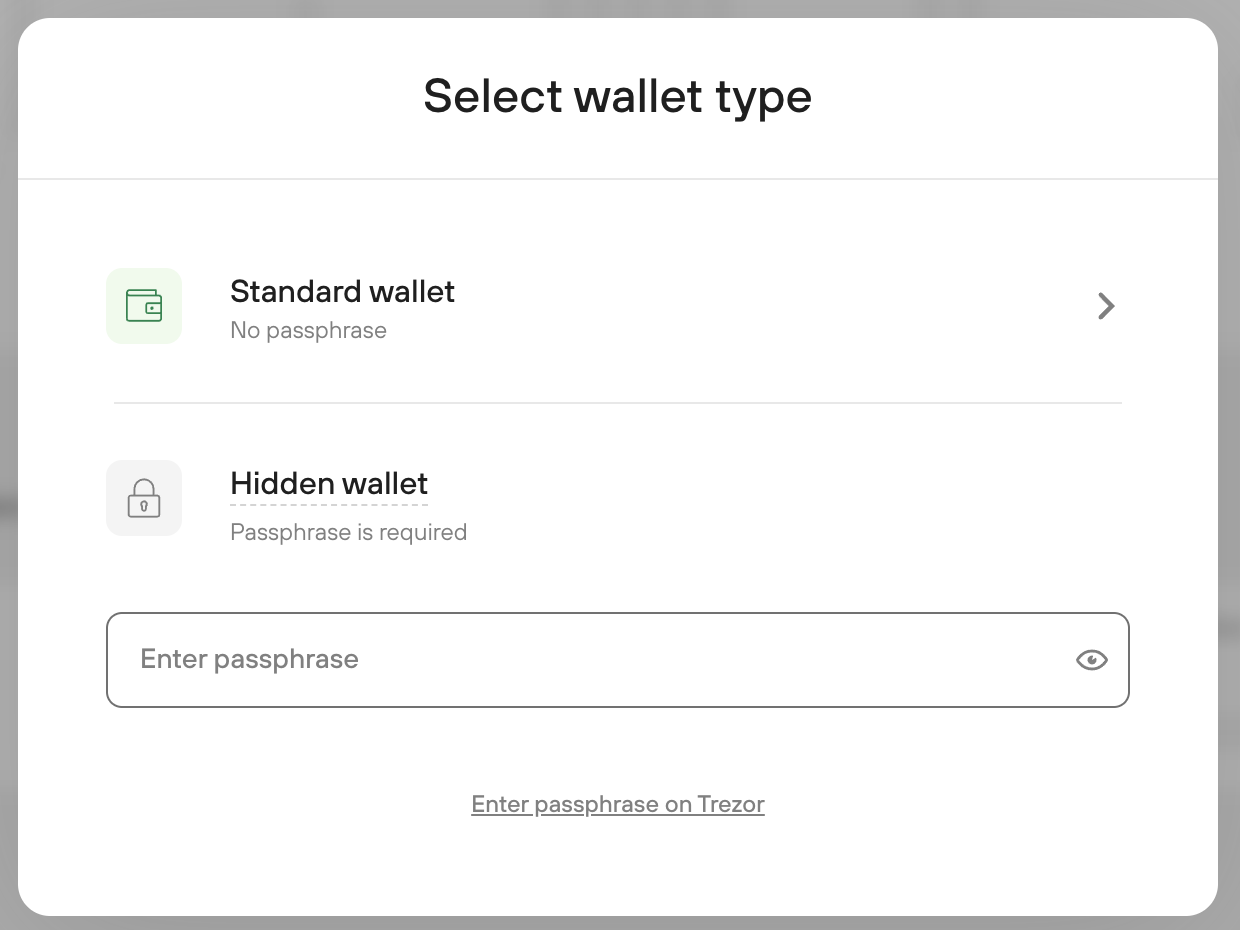 Select wallet type
Standard wallet
No passphrase
Hidden wallet
Passphrase is required
Enter passphrase
Enter passphrase on Trezor